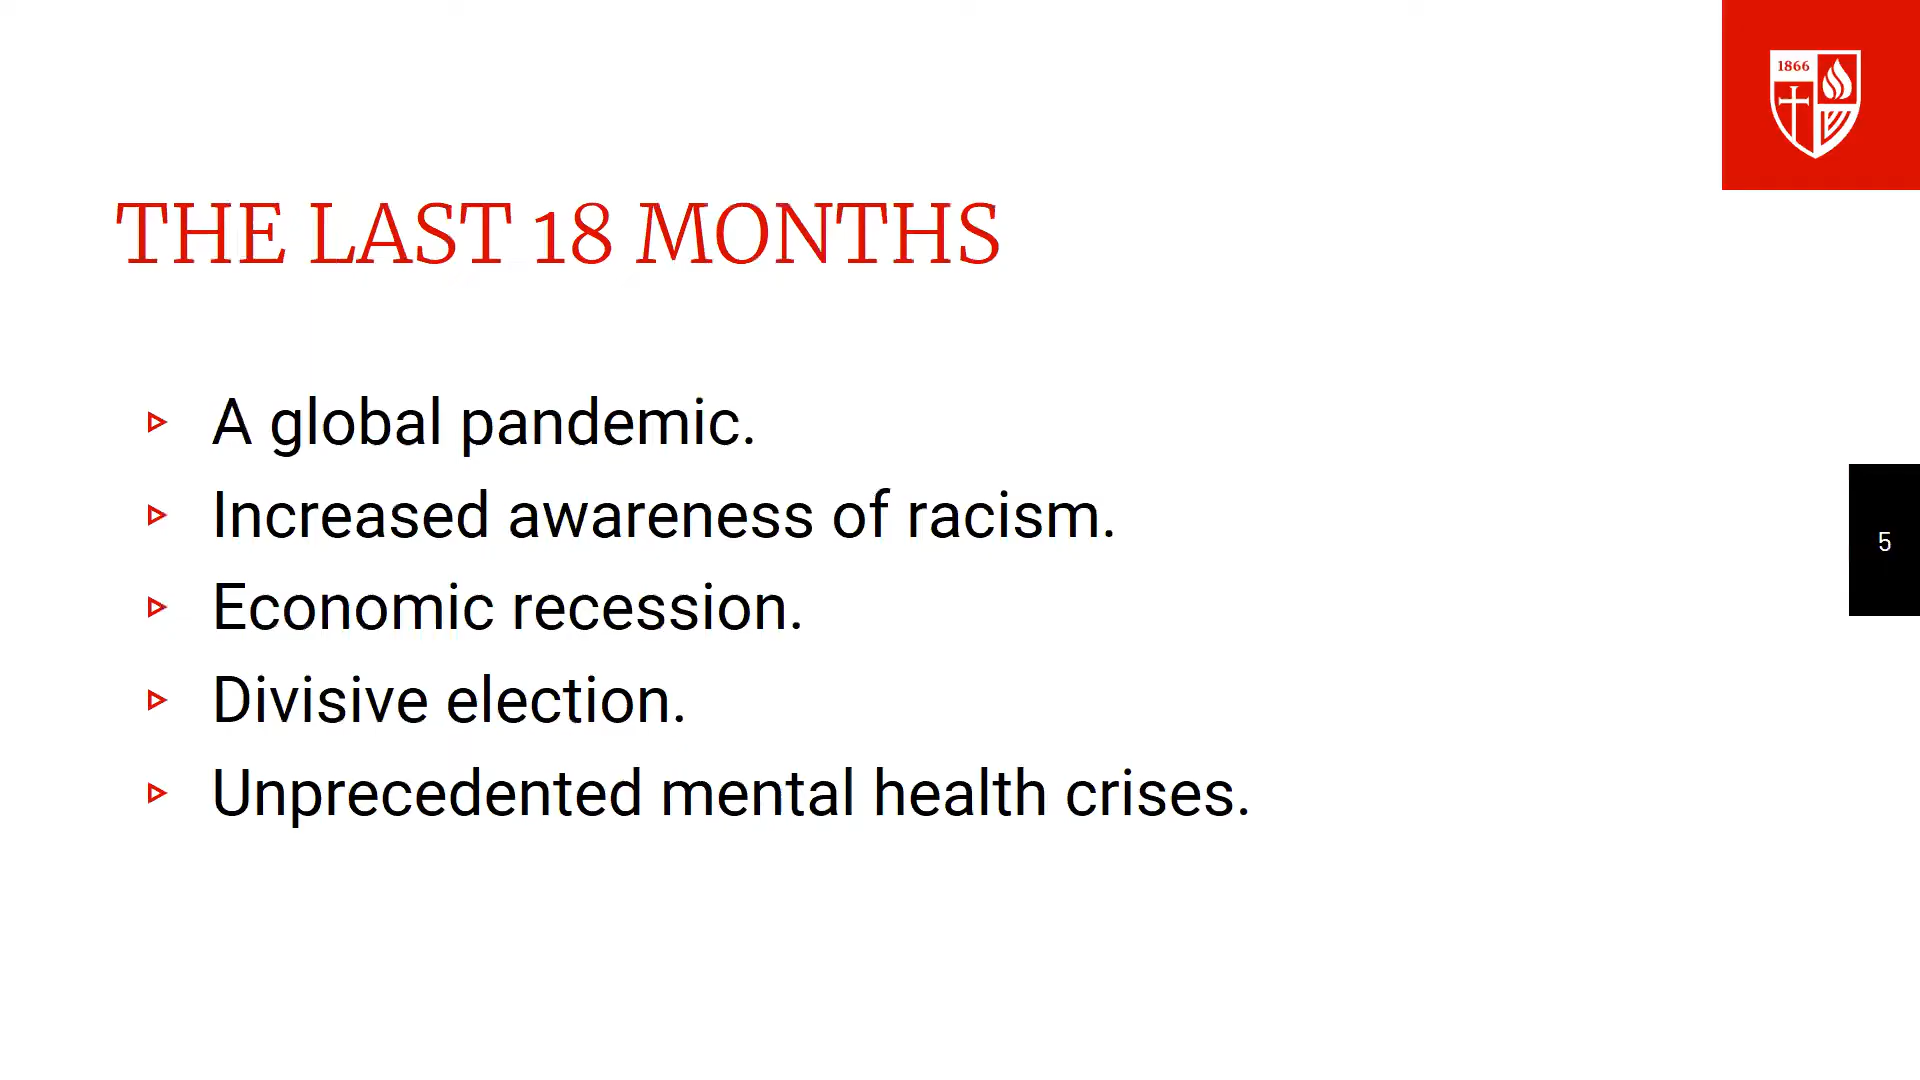 1866
THE LAST 18 MONTHS
A global pandemic.
Increased awareness of racism.
Economic recession.
Divisive election.
Unprecedented mental health crises.
5